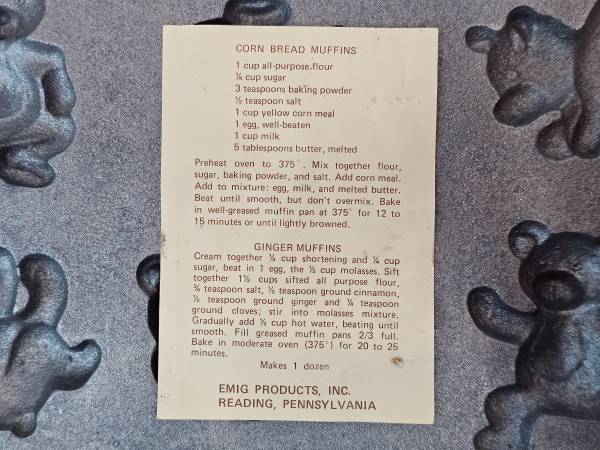 CORN BREAD MUFFINS
1 cup all-purpose flour
¼ cup sugar
3 teaspoons baking powder
½ teaspoon salt
1 cup yellow corn meal
1 egg, well-beaten
1 cup milk
5 tablespoons butter, melted
Preheat oven to 375°. Mix together flour,
sugar, baking powder, and salt. Add corn meal.
Add to mixture: egg, milk, and melted butter.
Beat until smooth, but don't overmix. Bake
in well-greased muffin pan at 375° for 12 to
15 minutes or until lightly browned.
GINGER MUFFINS
Cream together ¼ cup shortening and ¼ cup
sugar, beat in 1 egg, the ½ cup molasses. Sift
together 1½ cups sifted all purpose flour,
¾ teaspoon salt, ½ teaspoon ground cinnamon,
½ teaspoon ground ginger and ¼ teaspoon
ground cloves; stir into molasses mixture.
Gradually add ½ cup hot water, beating until
smooth. Fill greased muffin pans 2/3 full.
Bake in moderate oven (375°) for 20 to 25
minutes.
Makes 1 dozen
EMIG PRODUCTS, INC.
READING, PENNSYLVANIA